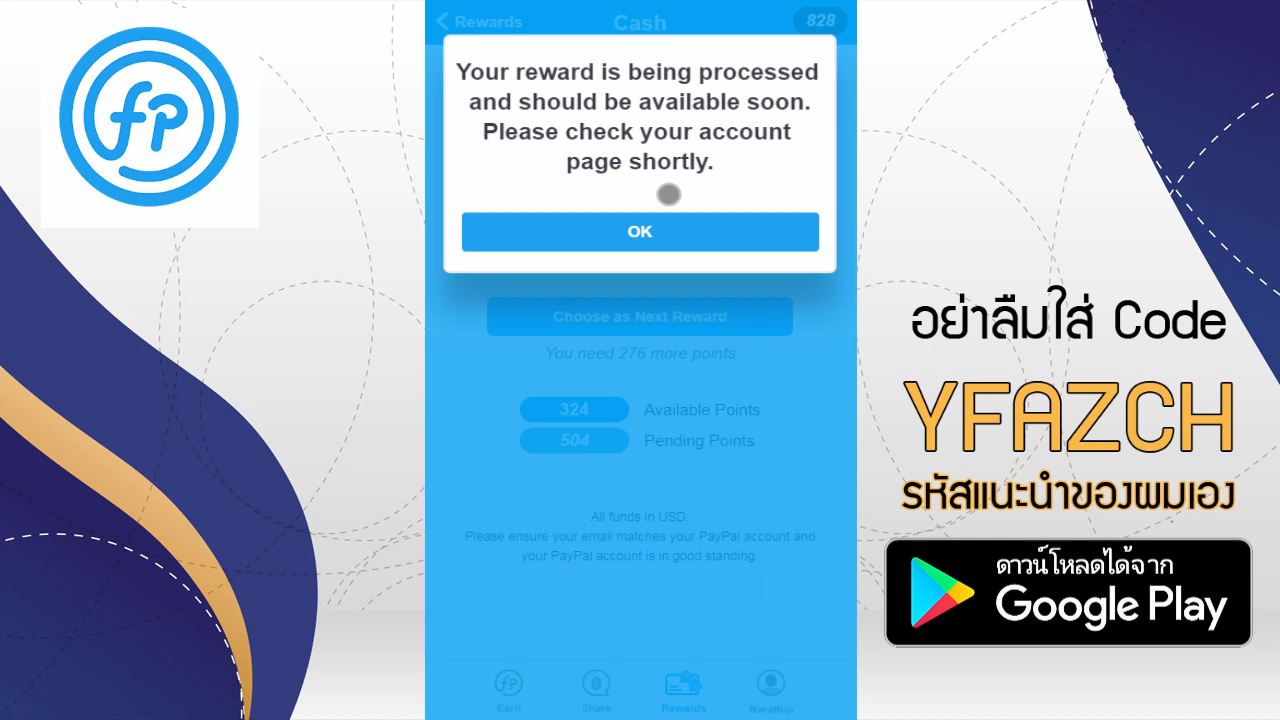 fp
Rewards
Cash
828
Your reward is being processed
and should be available soon.
Please check your account
page shortly.
OK
Choose as Next Reward
You need 276 more points
324 Available Points
504 Pending Points
All funds in USD.
Please ensure your email matches your PayPal account and
your PayPal account is in good standing.
Earn
Share
Rewards
Naradhip
อย่าลืมใส่ Code
YFAZCH
รหัสแนะนำของผมเอง
ดาวน์โหลดได้จาก
Google Play